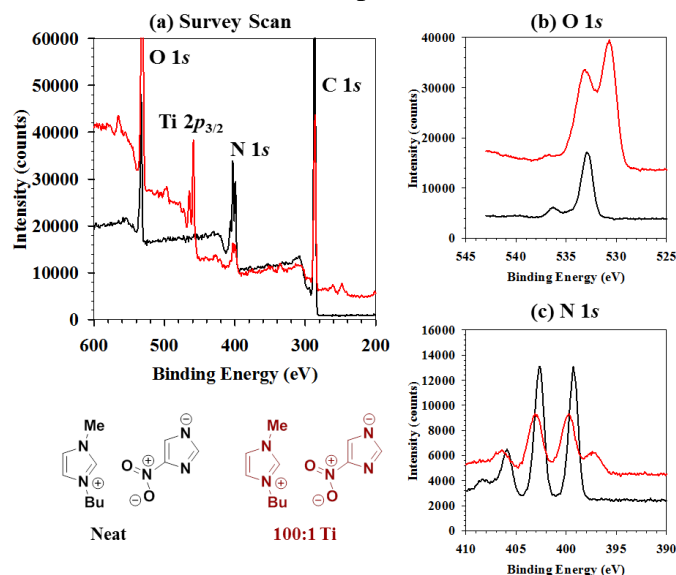 (a) Survey Scan
60000
50000
40000
30000
20000
10000
0
600
500
400
300
200
Intensity (counts)
Binding Energy (eV)
O 1s
Ti 2p3/2
N 1s
C 1s
(b) O 1s
40000
30000
20000
10000
0
545
540
535
530
525
Intensity (counts)
Binding Energy (eV)
(c) N 1s
16000
14000
12000
10000
8000
6000
4000
2000
0
410
405
400
395
390
Intensity (counts)
Binding Energy (eV)
Me
N
N
⊕
Bu
O
N
⊕
O
⊖
N
⊖
N
Neat
Me
N
N
⊕
Bu
O
N
⊕
O
⊖
N
⊖
N
100:1 Ti